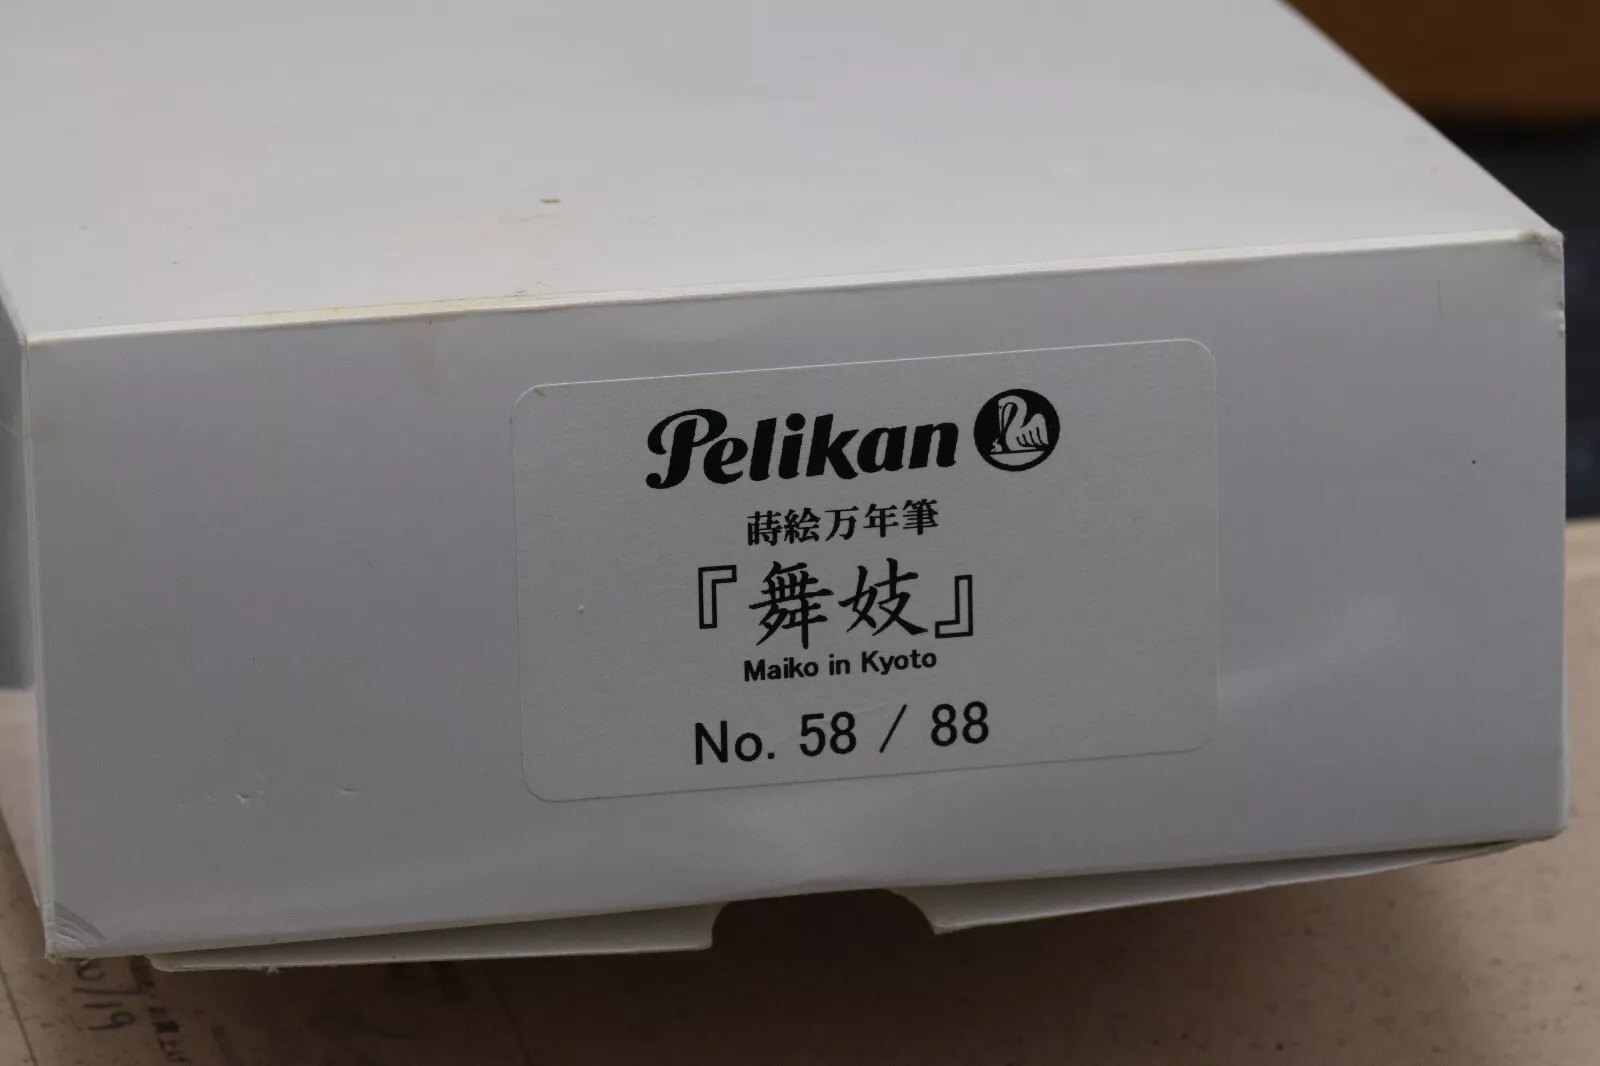 Pelikan
蒔絵万年筆
『舞妓』
Maiko in Kyoto
No. 58 / 88